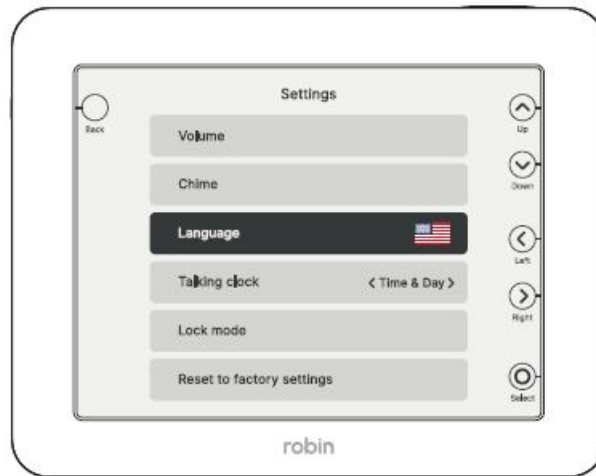 Settings
Back
Volume
Up
Chime
Down
Language
Left
Talking clock < Time & Day >
Right
Lock mode
Reset to factory settings
Select
robin